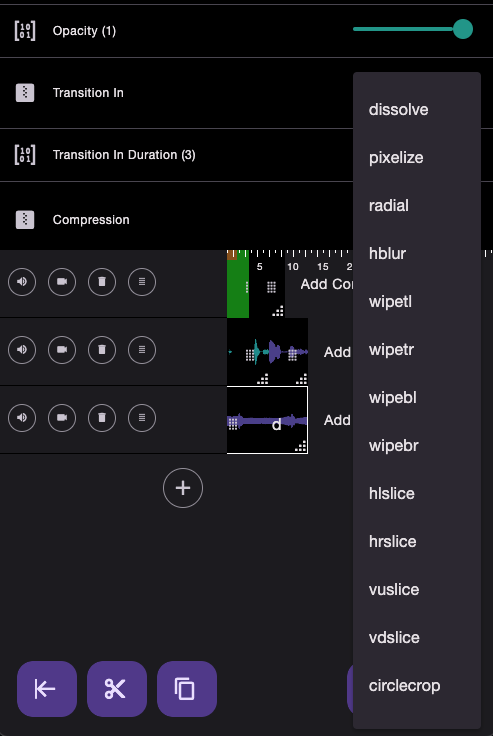 Opacity (1)
Transition In
Transition In Duration (3)
Compression
dissolve
pixelize
radial
hblur
wipetl
wipetr
wipebl
wipebr
hlslice
hrslice
vuslice
vdslice
circlecrop
5 10 15 2
Add Co
Add
d
Add